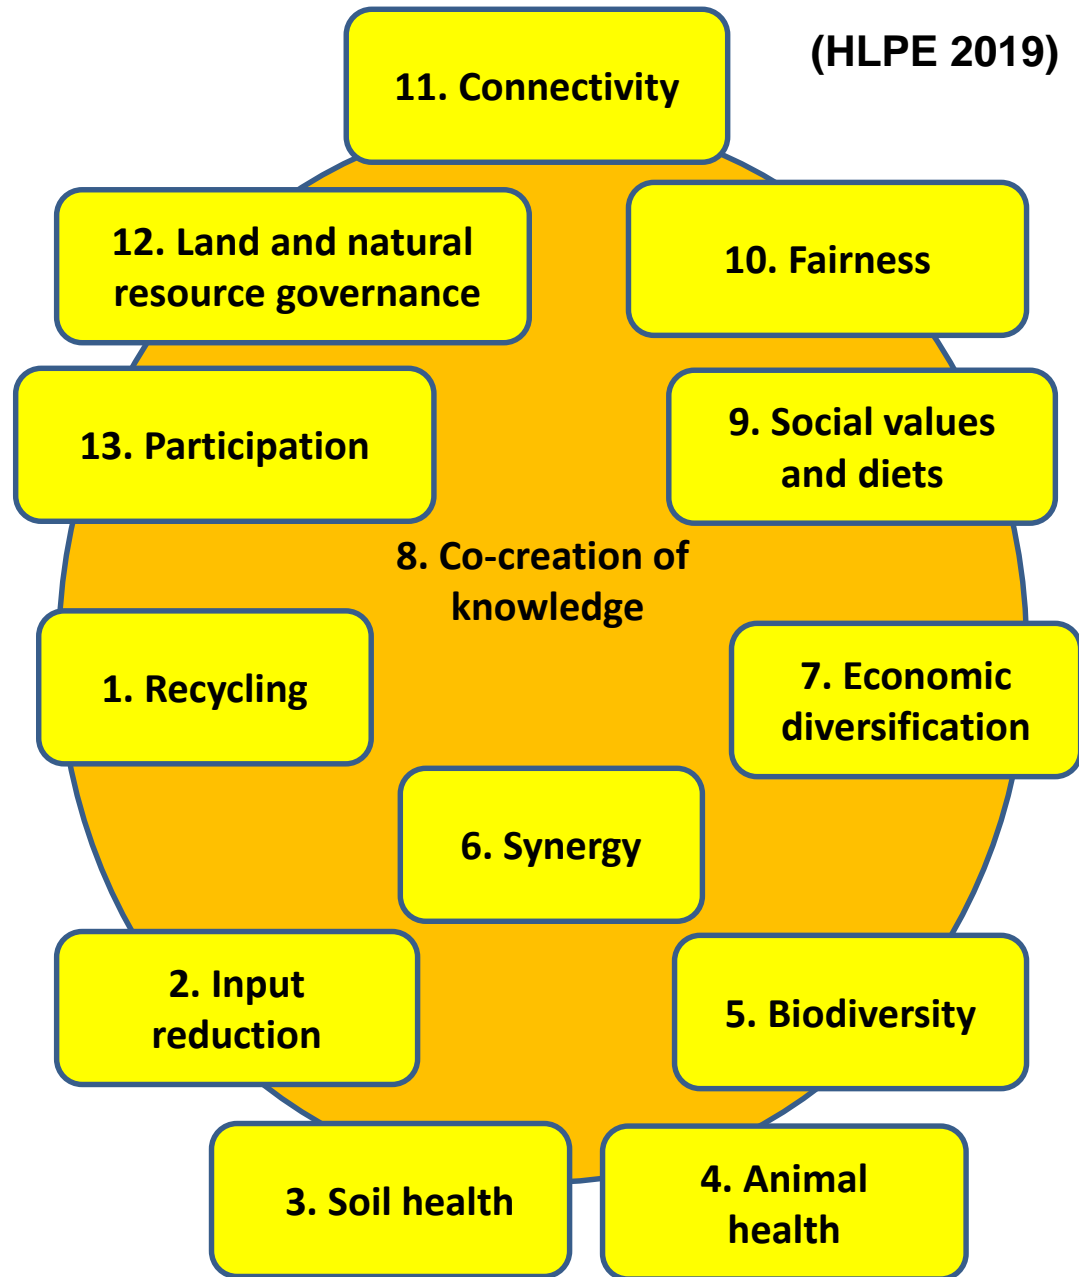 (HLPE 2019)
11. Connectivity
12. Land and natural
resource governance
10. Fairness
13. Participation
9. Social values
and diets
8. Co-creation of
knowledge
1. Recycling
7. Economic
diversification
6. Synergy
2. Input
reduction
5. Biodiversity
3. Soil health
4. Animal
health